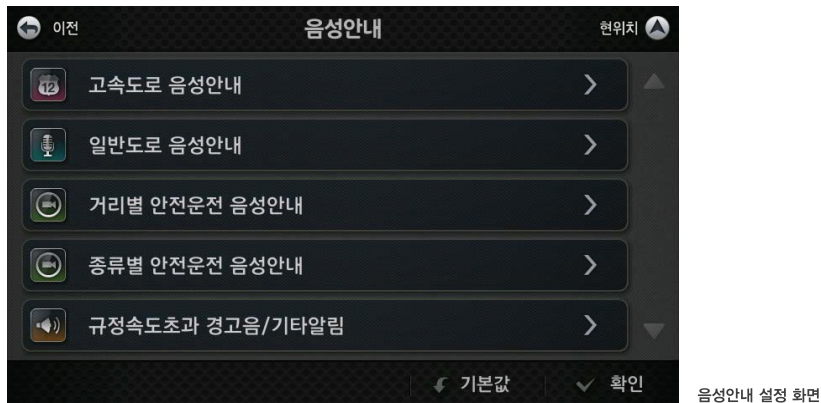 이전
음성안내
현위치
12
고속도로 음성안내
일반도로 음성안내
거리별 안전운전 음성안내
종류별 안전운전 음성안내
규정속도초과 경고음/기타알림
기본값
확인
음성안내 설정 화면